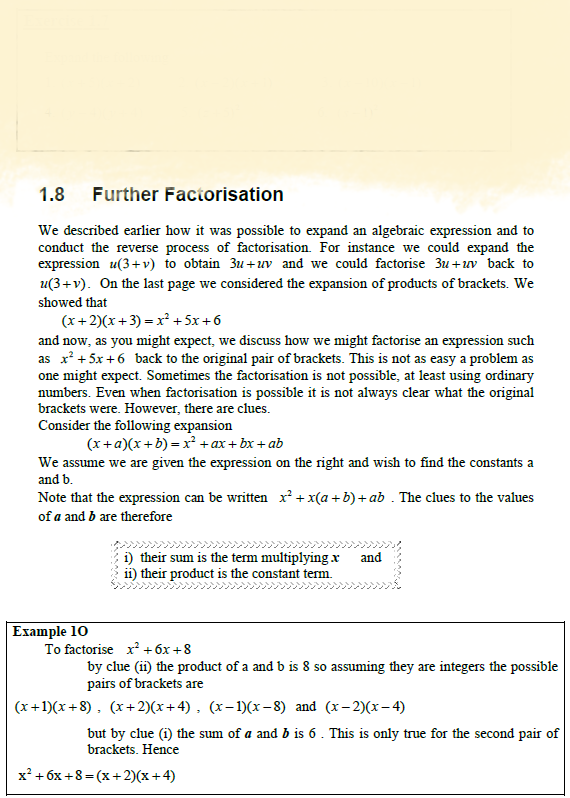 1.8 Further Factorisation
We described earlier how it was possible to expand an algebraic expression and to
conduct the reverse process of factorisation. For instance we could expand the
expression u(3+v) to obtain 3u+uv and we could factorise 3u+uv back to
u(3+v). On the last page we considered the expansion of products of brackets. We
showed that
(x+2)(x+3) = x² +5x+6
and now, as you might expect, we discuss how we might factorise an expression such
as x² +5x+6 back to the original pair of brackets. This is not as easy a problem as
one might expect. Sometimes the factorisation is not possible, at least using ordinary
numbers. Even when factorisation is possible it is not always clear what the original
brackets were. However, there are clues.
Consider the following expansion
(x+a)(x+b) = x² +ax+bx+ab
We assume we are given the expression on the right and wish to find the constants a
and b.
Note that the expression can be written x² +x(a+b)+ab . The clues to the values
of a and b are therefore
i) their sum is the term multiplying x and
ii) their product is the constant term.
Example 1O
To factorise x² +6x+8
by clue (ii) the product of a and b is 8 so assuming they are integers the possible
pairs of brackets are
(x+1)(x+8) , (x+2)(x+4) , (x−1)(x−8) and (x−2)(x−4)
but by clue (i) the sum of a and b is 6 . This is only true for the second pair of
brackets. Hence
x² +6x+8=(x+2)(x+4)